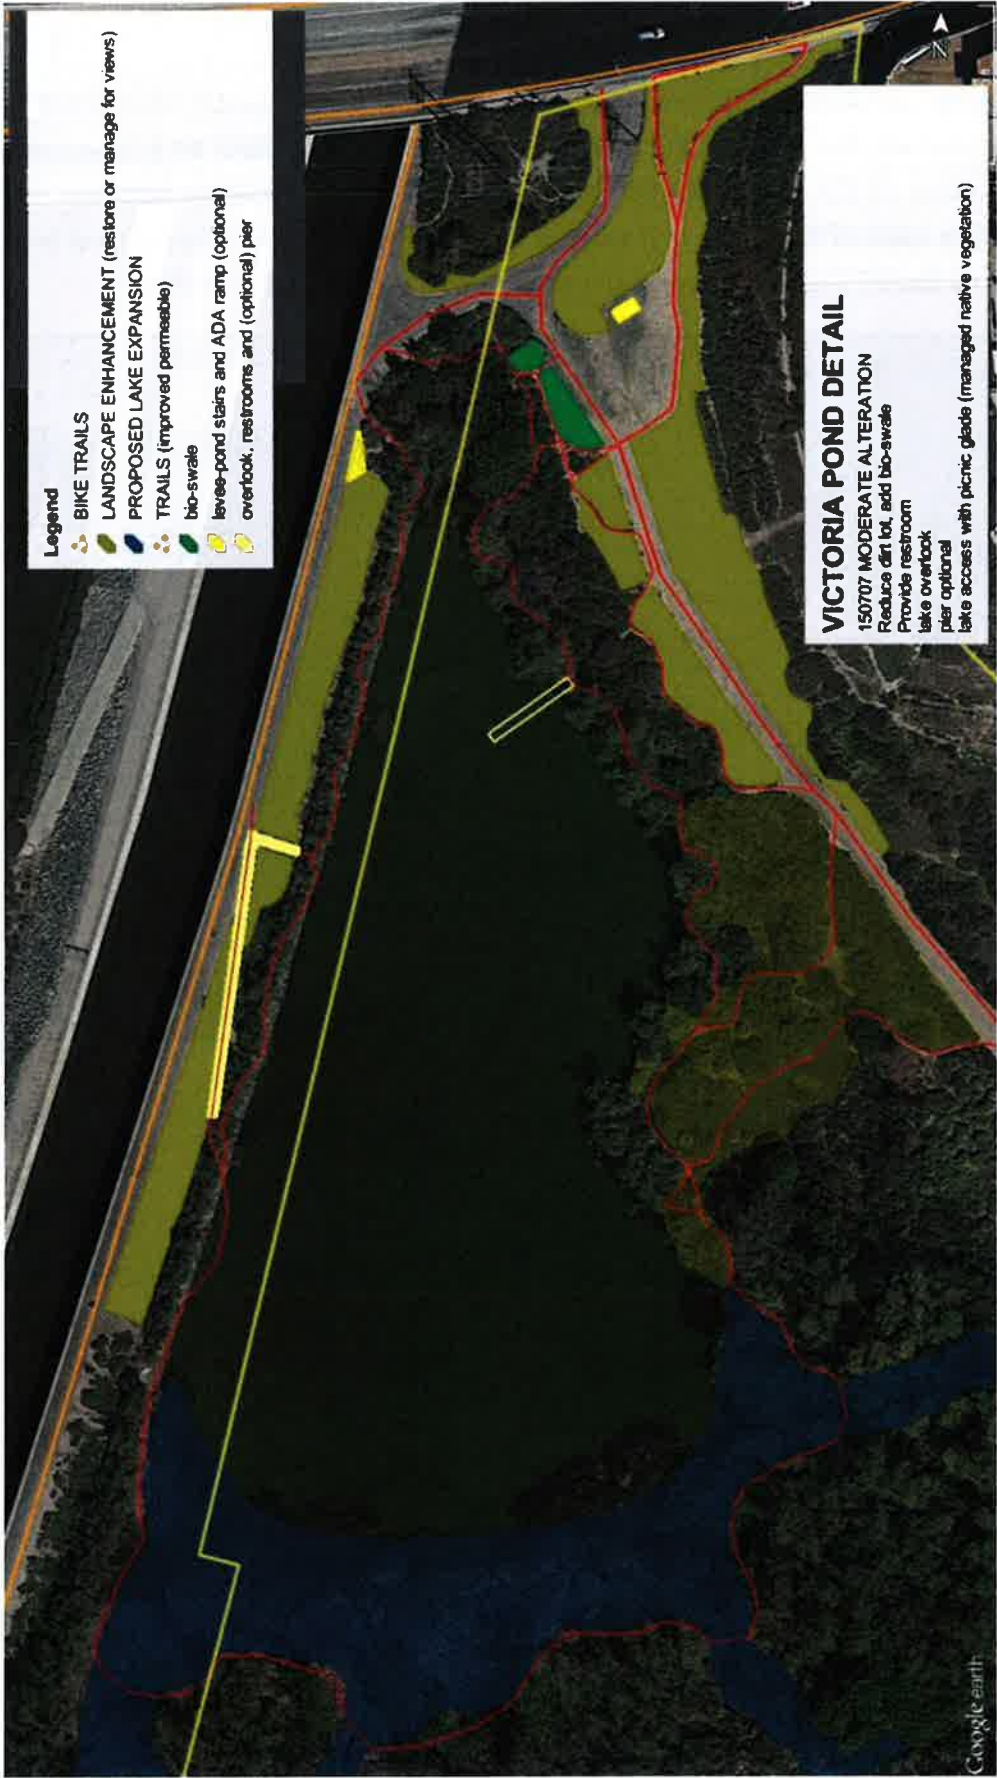 Legend
BIKE TRAILS
LANDSCAPE ENHANCEMENT (restore or manage for views)
PROPOSED LAKE EXPANSION
TRAILS (improved permeable)
bio-swale
levee-pond stairs and ADA ramp (optional)
overlook, restrooms and (optional) pier
N
VICTORIA POND DETAIL
150707 MODERATE ALTERATION
Reduce dirt lot, add bio-swale
Provide restroom
lake overlook
pier optional
lake access with picnic glade (managed native vegetation)
Google earth